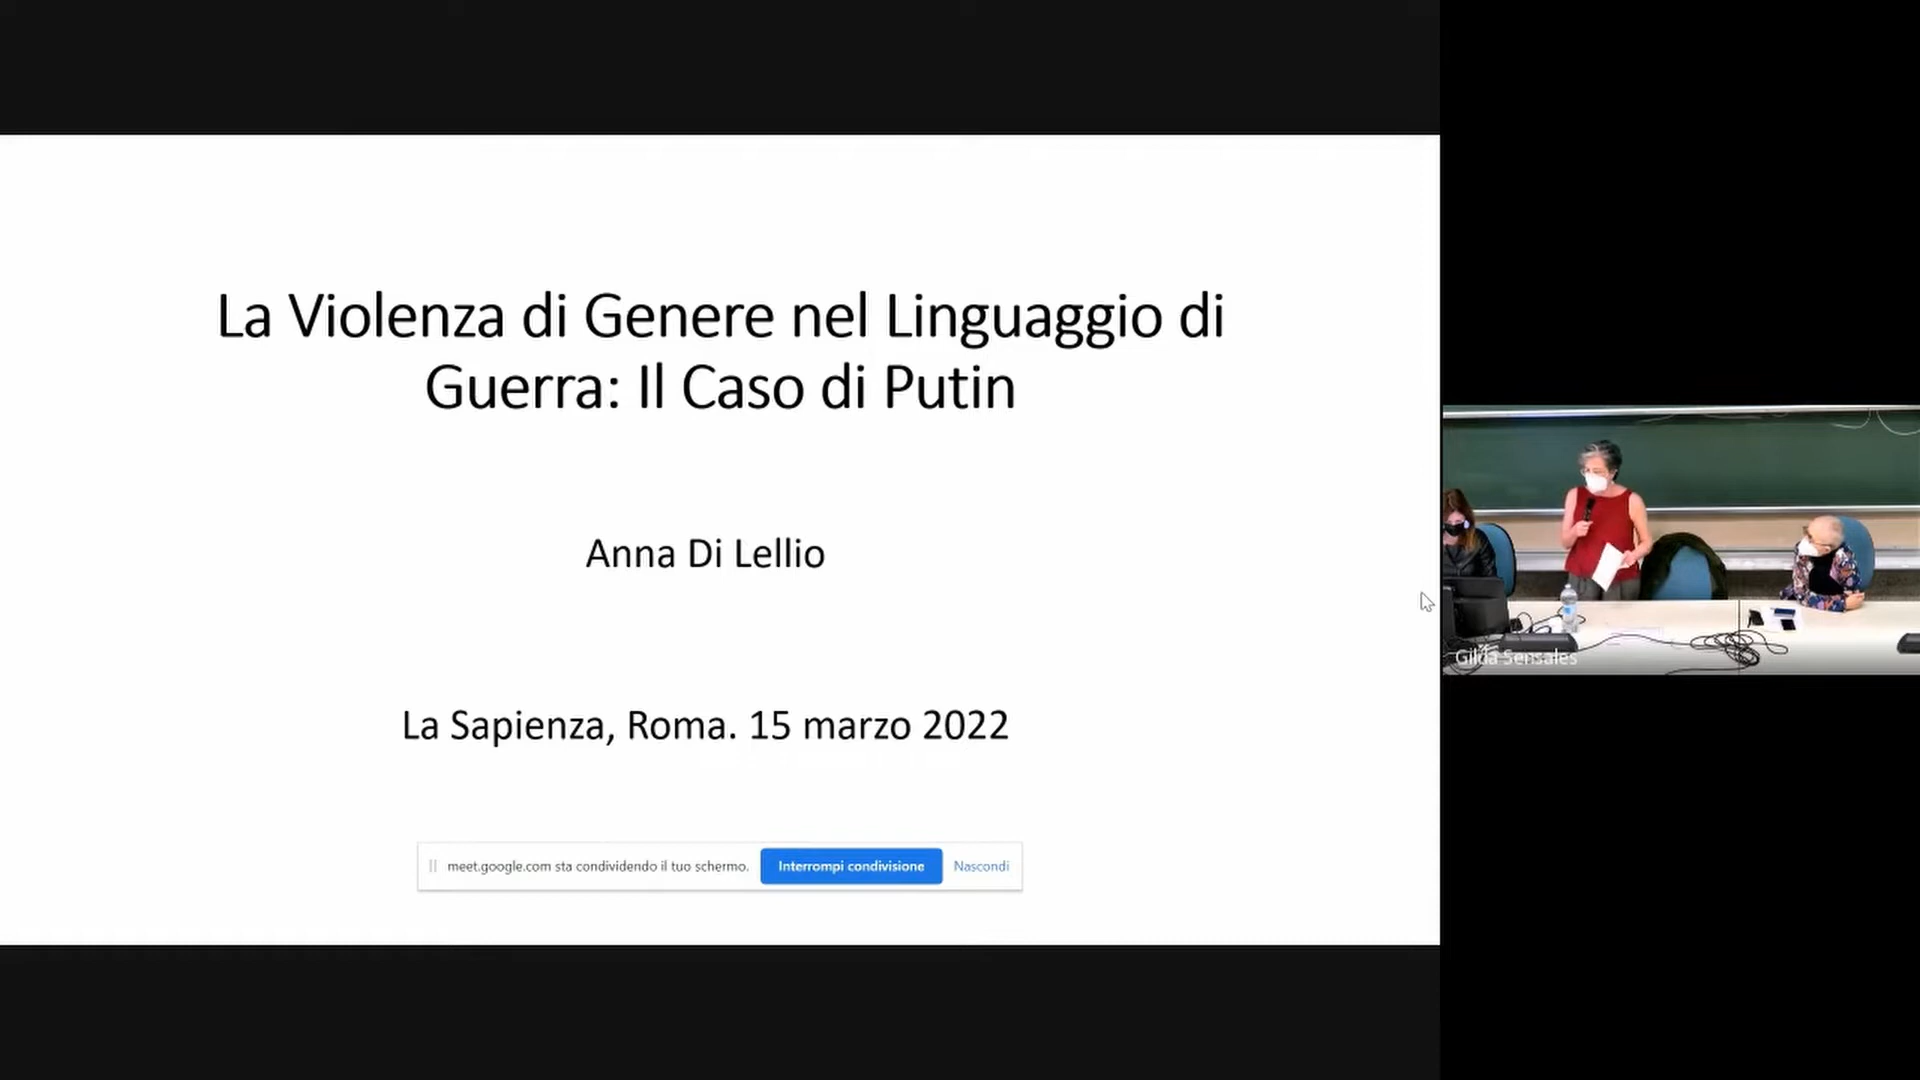 La Violenza di Genere nel Linguaggio di
Guerra: Il Caso di Putin
Anna Di Lellio
La Sapienza, Roma. 15 marzo 2022
meet.google.com sta condividendo il tuo schermo.
Interrompi condivisione
Nascondi
Gilda Sensales